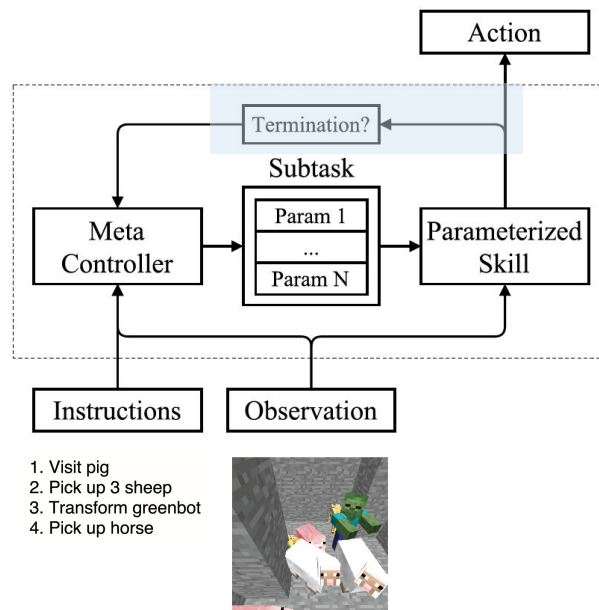 Action
Termination?
Subtask
Meta
Controller
Param 1
...
Param N
Parameterized
Skill
Instructions
Observation
1. Visit pig
2. Pick up 3 sheep
3. Transform greenbot
4. Pick up horse